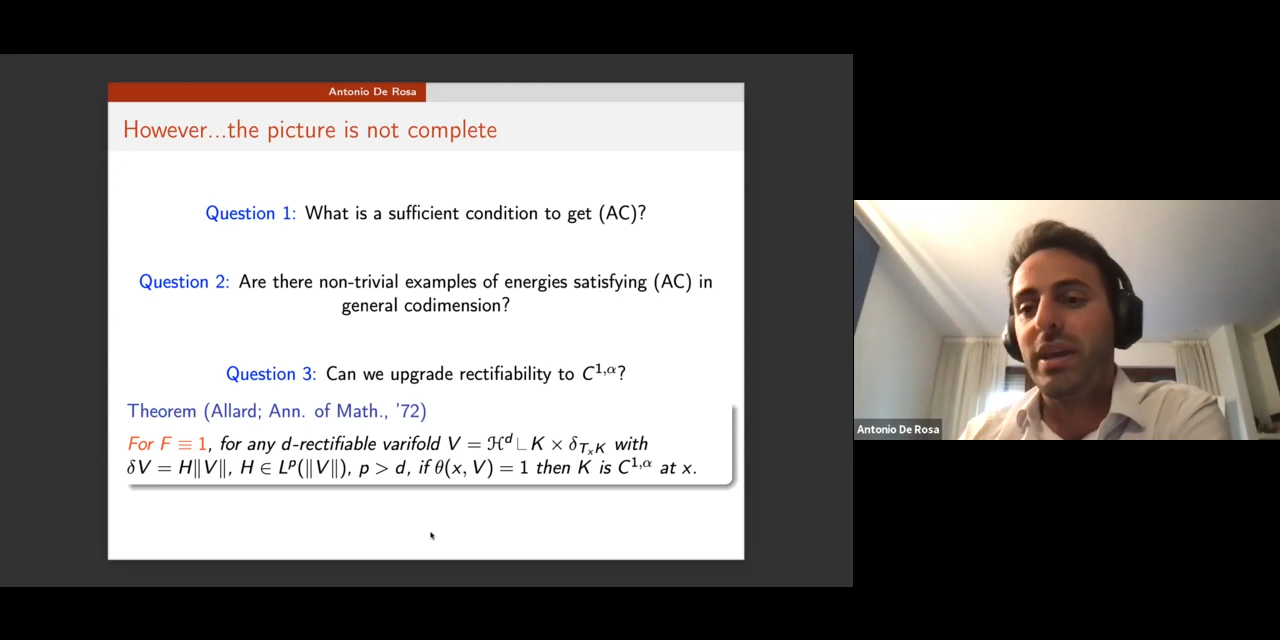 Antonio De Rosa
However...the picture is not complete
Question 1: What is a sufficient condition to get (AC)?
Question 2: Are there non-trivial examples of energies satisfying (AC) in
general codimension?
Question 3: Can we upgrade rectifiability to C^{1,α}?
Theorem (Allard; Ann. of Math., '72)
For F ≡ 1, for any d-rectifiable varifold V = ℋ^d ∟ K × δ_{T_xK} with
δV = H‖V‖, H ∈ L^p(‖V‖), p > d, if θ(x, V) = 1 then K is C^{1,α} at x.
Antonio De Rosa